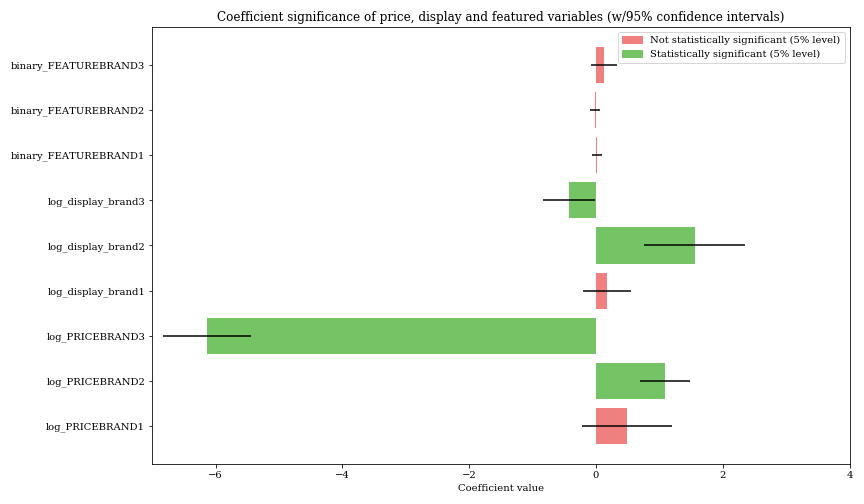 Coefficient significance of price, display and featured variables (w/95% confidence intervals)
Not statistically significant (5% level)
Statistically significant (5% level)
binary_FEATUREBRAND3
binary_FEATUREBRAND2
binary_FEATUREBRAND1
log_display_brand3
log_display_brand2
log_display_brand1
log_PRICEBRAND3
log_PRICEBRAND2
log_PRICEBRAND1
−6 −4 −2 0 2 4
Coefficient value